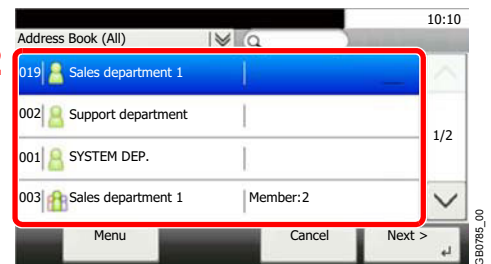 10:10
Address Book (All)
019 Sales department 1
002 Support department
1/2
001 SYSTEM DEP.
003 Sales department 1 Member:2
Menu Cancel Next >
GB0785_00